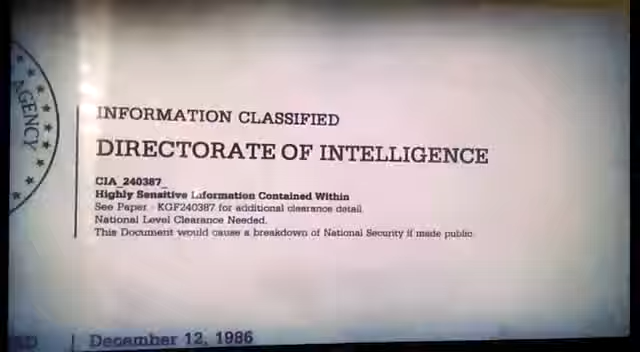 AGENCY
INFORMATION CLASSIFIED
DIRECTORATE OF INTELLIGENCE
CIA_240387_
Highly Sensitive Information Contained Within
See Paper - KGF240387 for additional clearance detail
National Level Clearance Needed.
This Document would cause a breakdown of National Security if made public
December 12, 1986